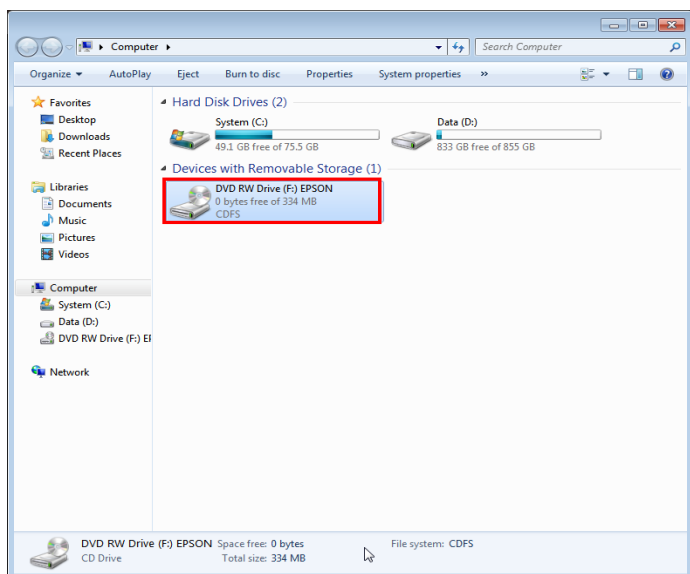 Computer
Search Computer
Organize AutoPlay Eject Burn to disc Properties System properties »
Favorites
Desktop
Downloads
Recent Places
Libraries
Documents
Music
Pictures
Videos
Computer
System (C:)
Data (D:)
DVD RW Drive (F:) EF
Network
Hard Disk Drives (2)
System (C:)
49.1 GB free of 75.5 GB
Data (D:)
833 GB free of 855 GB
Devices with Removable Storage (1)
DVD RW Drive (F:) EPSON
0 bytes free of 334 MB
CDFS
DVD RW Drive (F:) EPSON Space free: 0 bytes File system: CDFS
CD Drive Total size: 334 MB